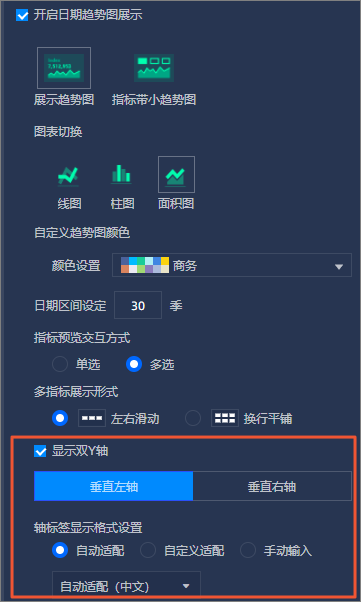 开启日期趋势图展示
展示趋势图 指标带小趋势图
图表切换
线图 柱图 面积图
自定义趋势图颜色
颜色设置 商务
日期区间设定 30 季
指标预览交互方式
单选 多选
多指标展示形式
左右滑动 换行平铺
显示双Y轴
垂直左轴 垂直右轴
轴标签显示格式设置
自动适配 自定义适配 手动输入
自动适配（中文）